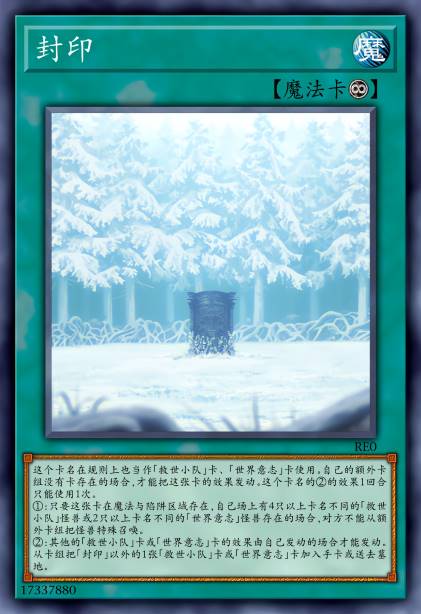 封印
魔
【魔法卡♾】
RE0
这个卡名在规则上也当作「救世小队」卡、「世界意志」卡使用。自己的额外卡
组没有卡存在的场合,才能把这张卡的效果发动。这个卡名的②的效果1回合
只能使用1次。
①:只要这张卡在魔法与陷阱区域存在,自己场上有4只以上卡名不同的「救世
小队」怪兽或2只以上卡名不同的「世界意志」怪兽存在的场合,对方不能从额
外卡组把怪兽特殊召唤。
②:其他的「救世小队」卡或「世界意志」卡的效果由自己发动的场合才能发动。
从卡组把「封印」以外的1张「救世小队」卡或「世界意志」卡加入手卡或送去墓
地。
17337880